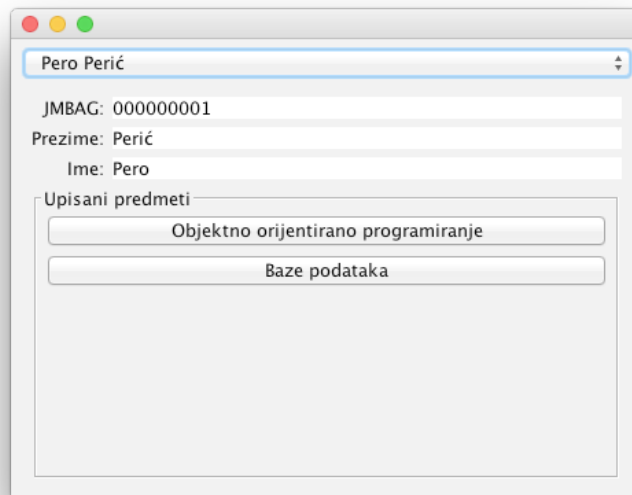 Pero Perić
JMBAG: 000000001
Prezime: Perić
Ime: Pero
Upisani predmeti
Objektno orijentirano programiranje
Baze podataka